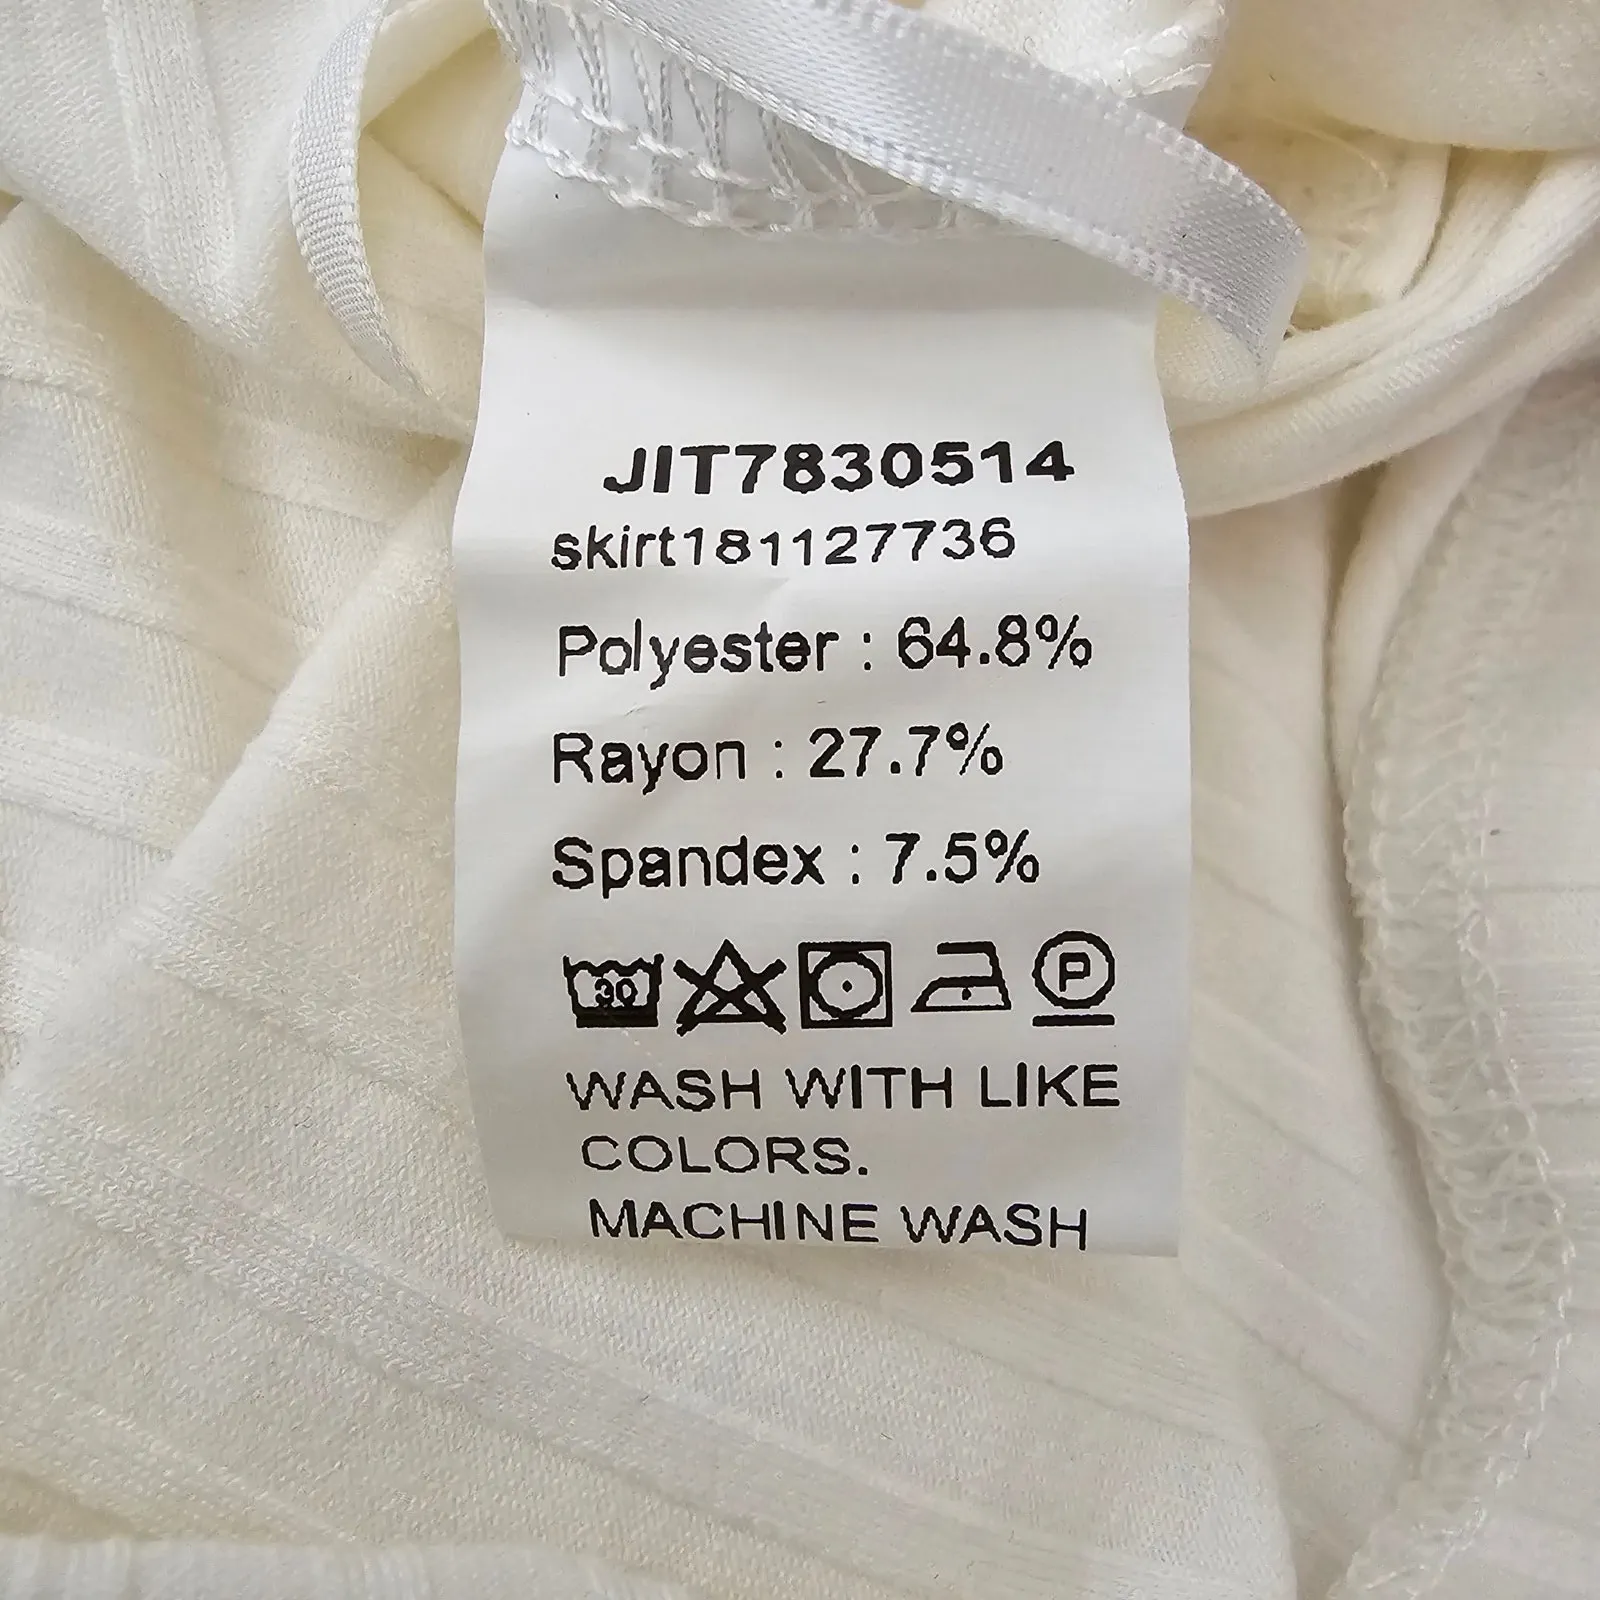 JIT7830514
skirt181127736
Polyester : 64.8%
Rayon : 27.7%
Spandex : 7.5%
30 P
WASH WITH LIKE
COLORS.
MACHINE WASH